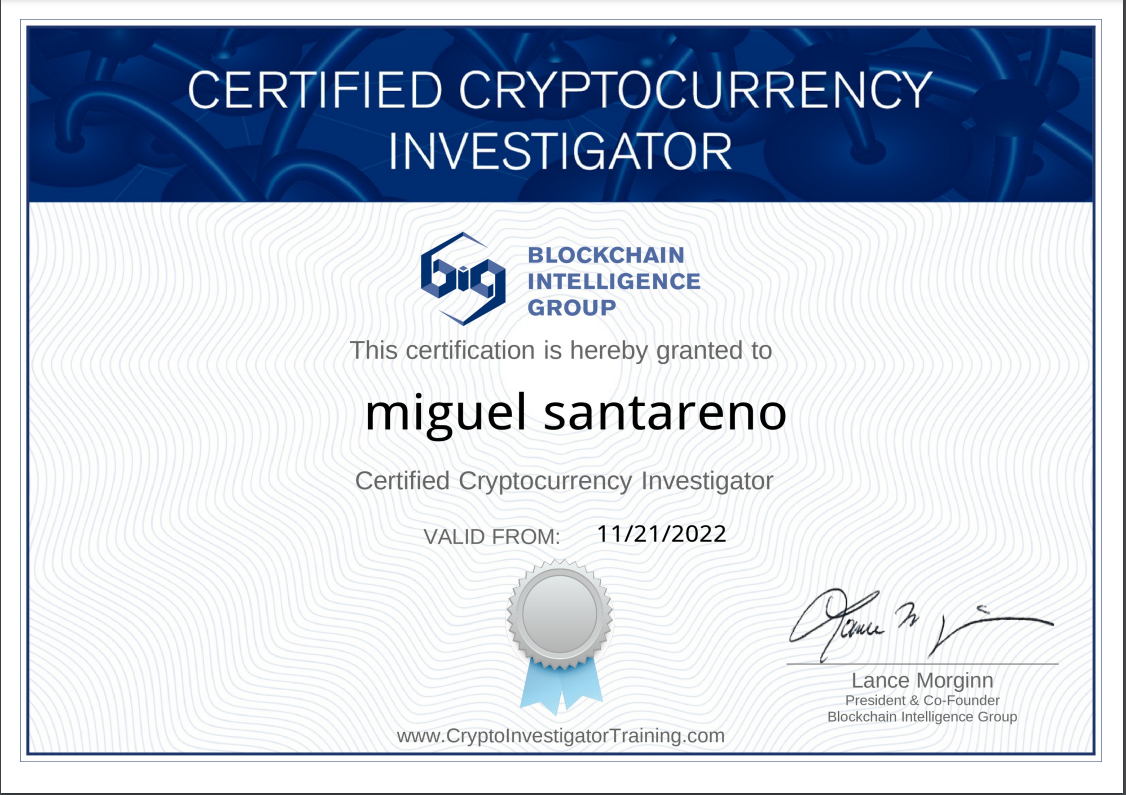 CERTIFIED CRYPTOCURRENCY
INVESTIGATOR
big
BLOCKCHAIN
INTELLIGENCE
GROUP
This certification is hereby granted to
miguel santareno
Certified Cryptocurrency Investigator
VALID FROM: 11/21/2022
Lance Morginn
President & Co-Founder
Blockchain Intelligence Group
www.CryptoInvestigatorTraining.com